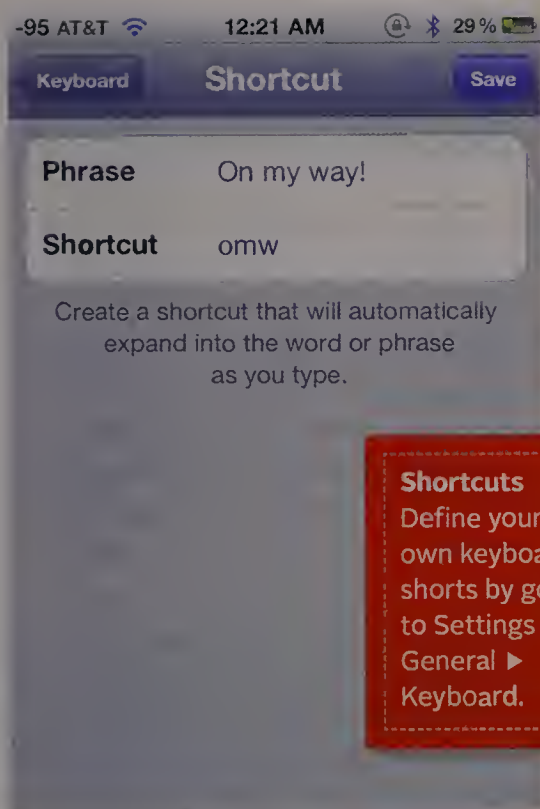 -95 AT&T 12:21 AM 29%
Keyboard Shortcut Save
Phrase On my way!
Shortcut omw
Create a shortcut that will automatically
expand into the word or phrase
as you type.
Shortcuts
Define your
own keyboa
shorts by go
to Settings
General ▶
Keyboard.